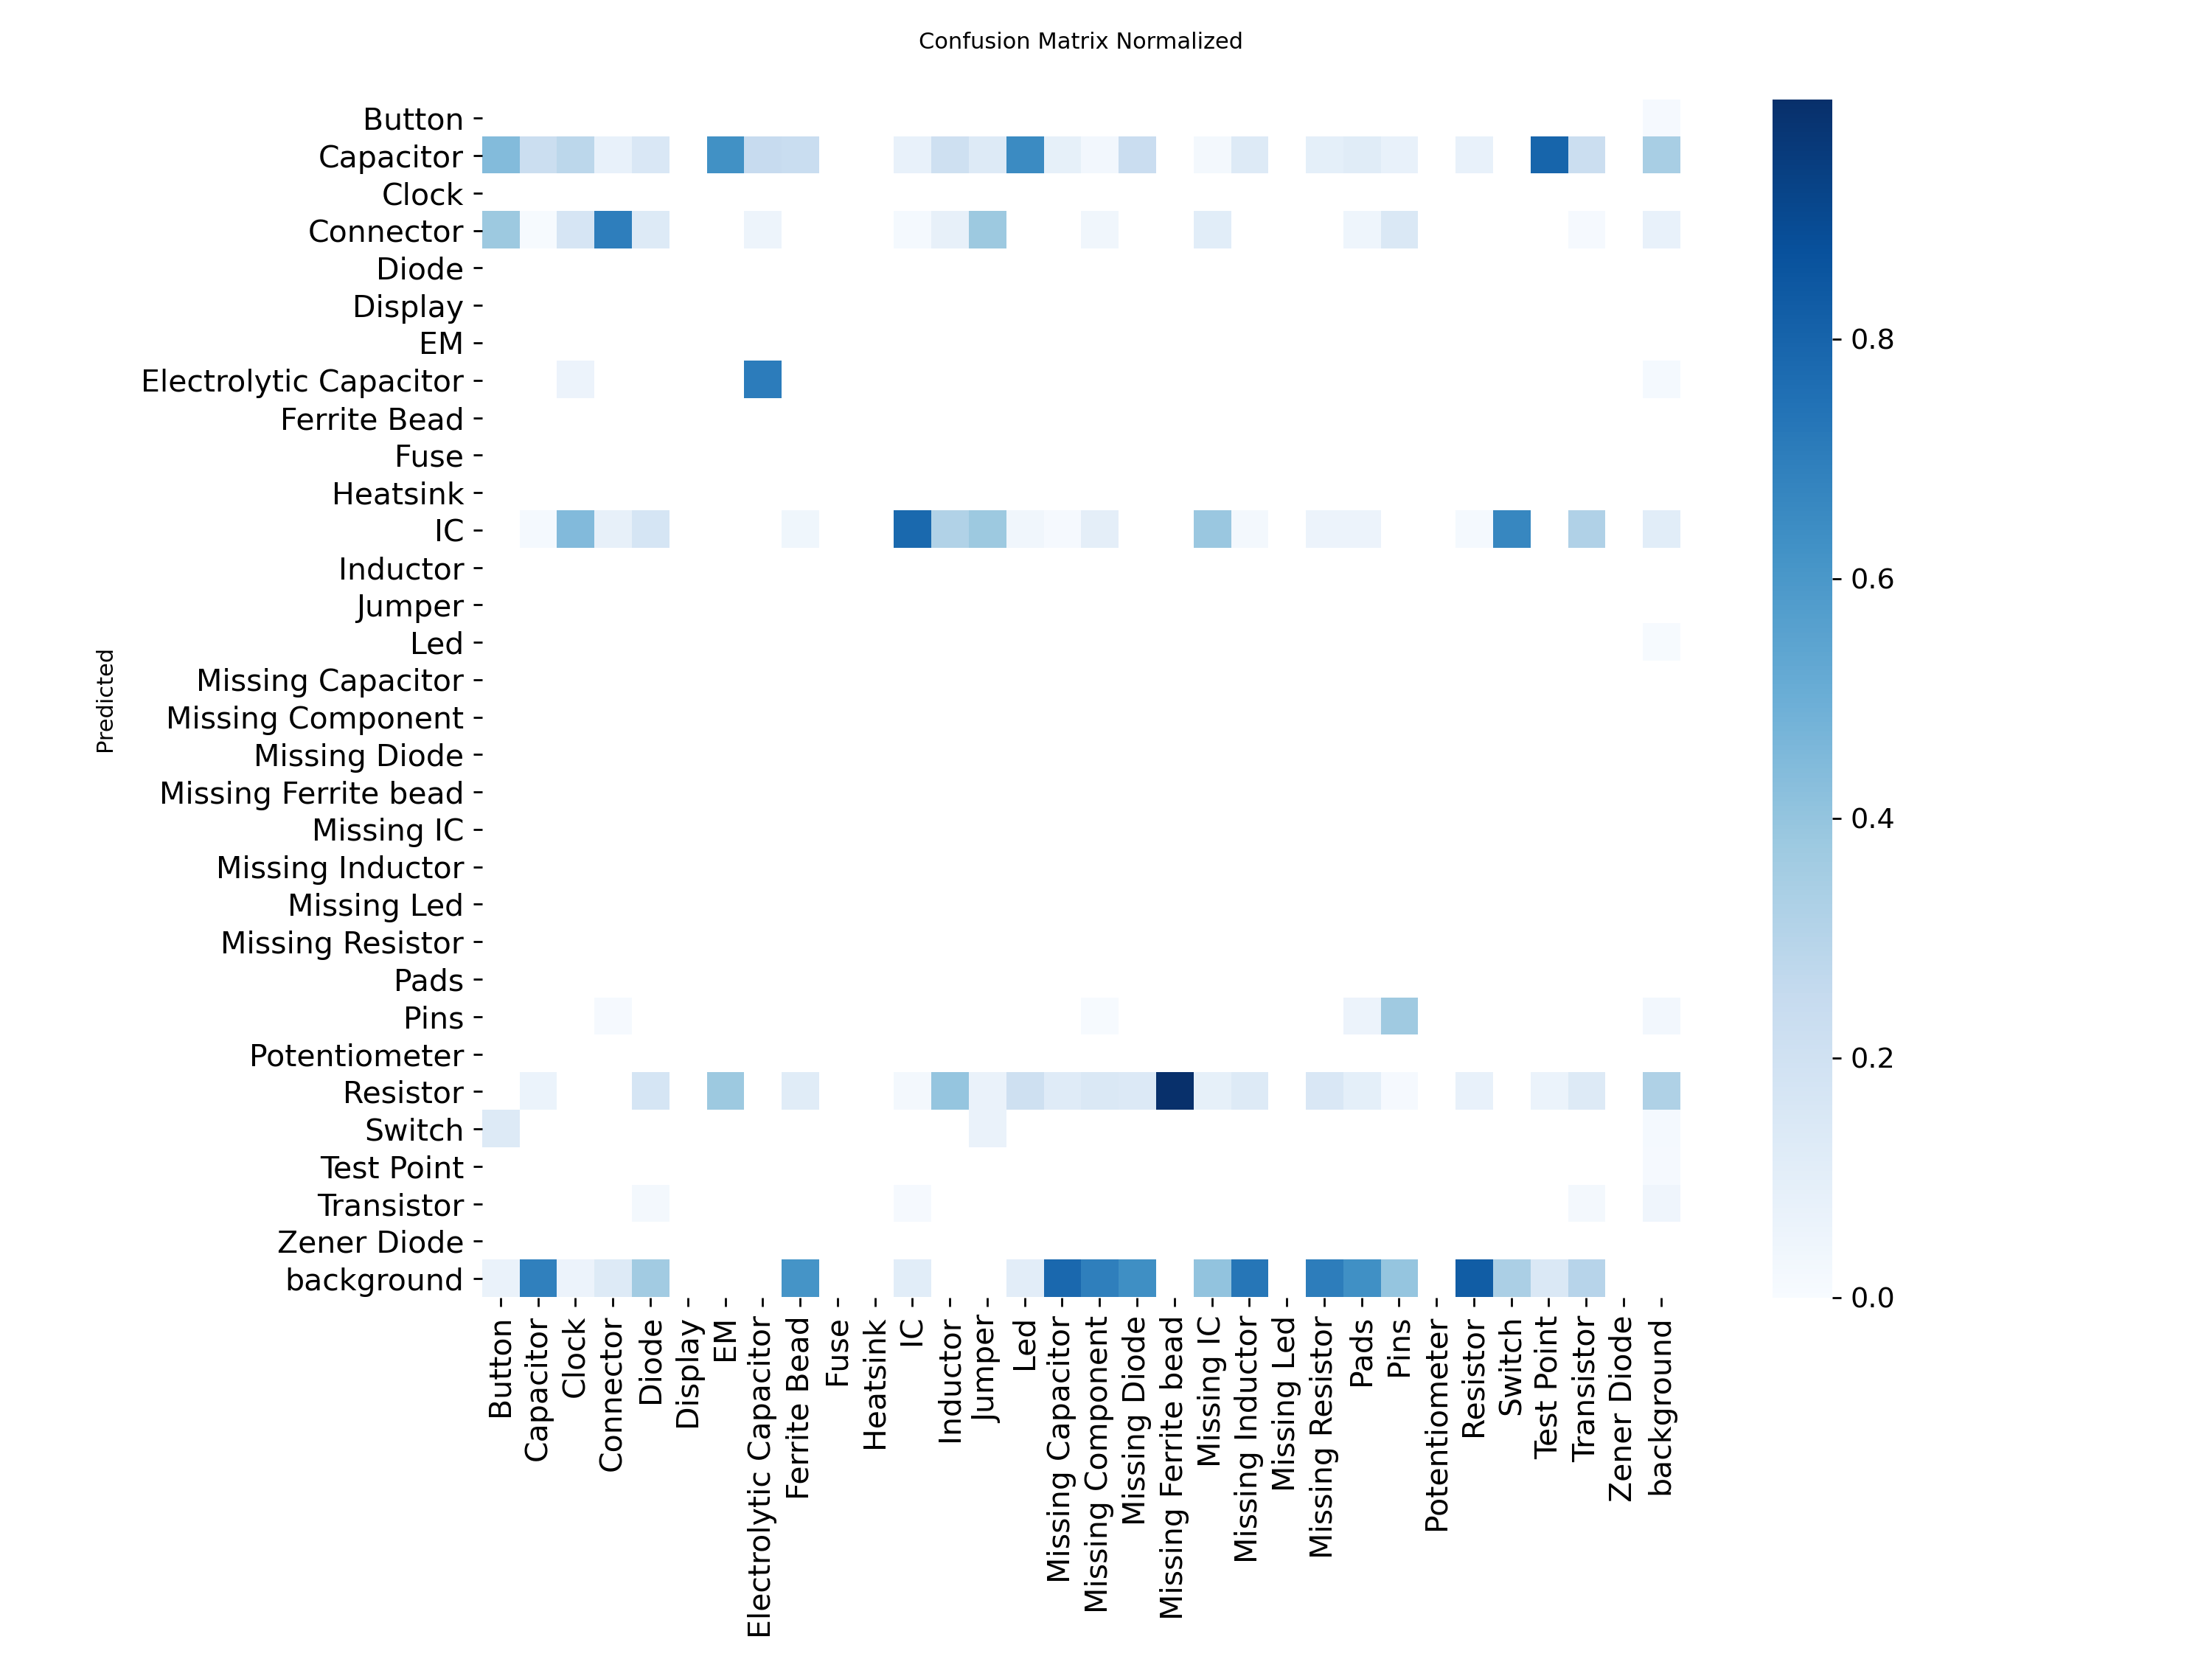 Confusion Matrix Normalized
Button
Capacitor
Clock
Connector
Diode
Display
EM
Electrolytic Capacitor
Ferrite Bead
Fuse
Heatsink
IC
Inductor
Jumper
Led
Missing Capacitor
Missing Component
Missing Diode
Missing Ferrite bead
Missing IC
Missing Inductor
Missing Led
Missing Resistor
Pads
Pins
Potentiometer
Resistor
Switch
Test Point
Transistor
Zener Diode
background
Predicted
0.8
0.6
0.4
0.2
0.0
Button
Capacitor
Clock
Connector
Diode
Display
EM
Electrolytic Capacitor
Ferrite Bead
Fuse
Heatsink
IC
Inductor
Jumper
Led
Missing Capacitor
Missing Component
Missing Diode
Missing Ferrite bead
Missing IC
Missing Inductor
Missing Led
Missing Resistor
Pads
Pins
Potentiometer
Resistor
Switch
Test Point
Transistor
Zener Diode
background